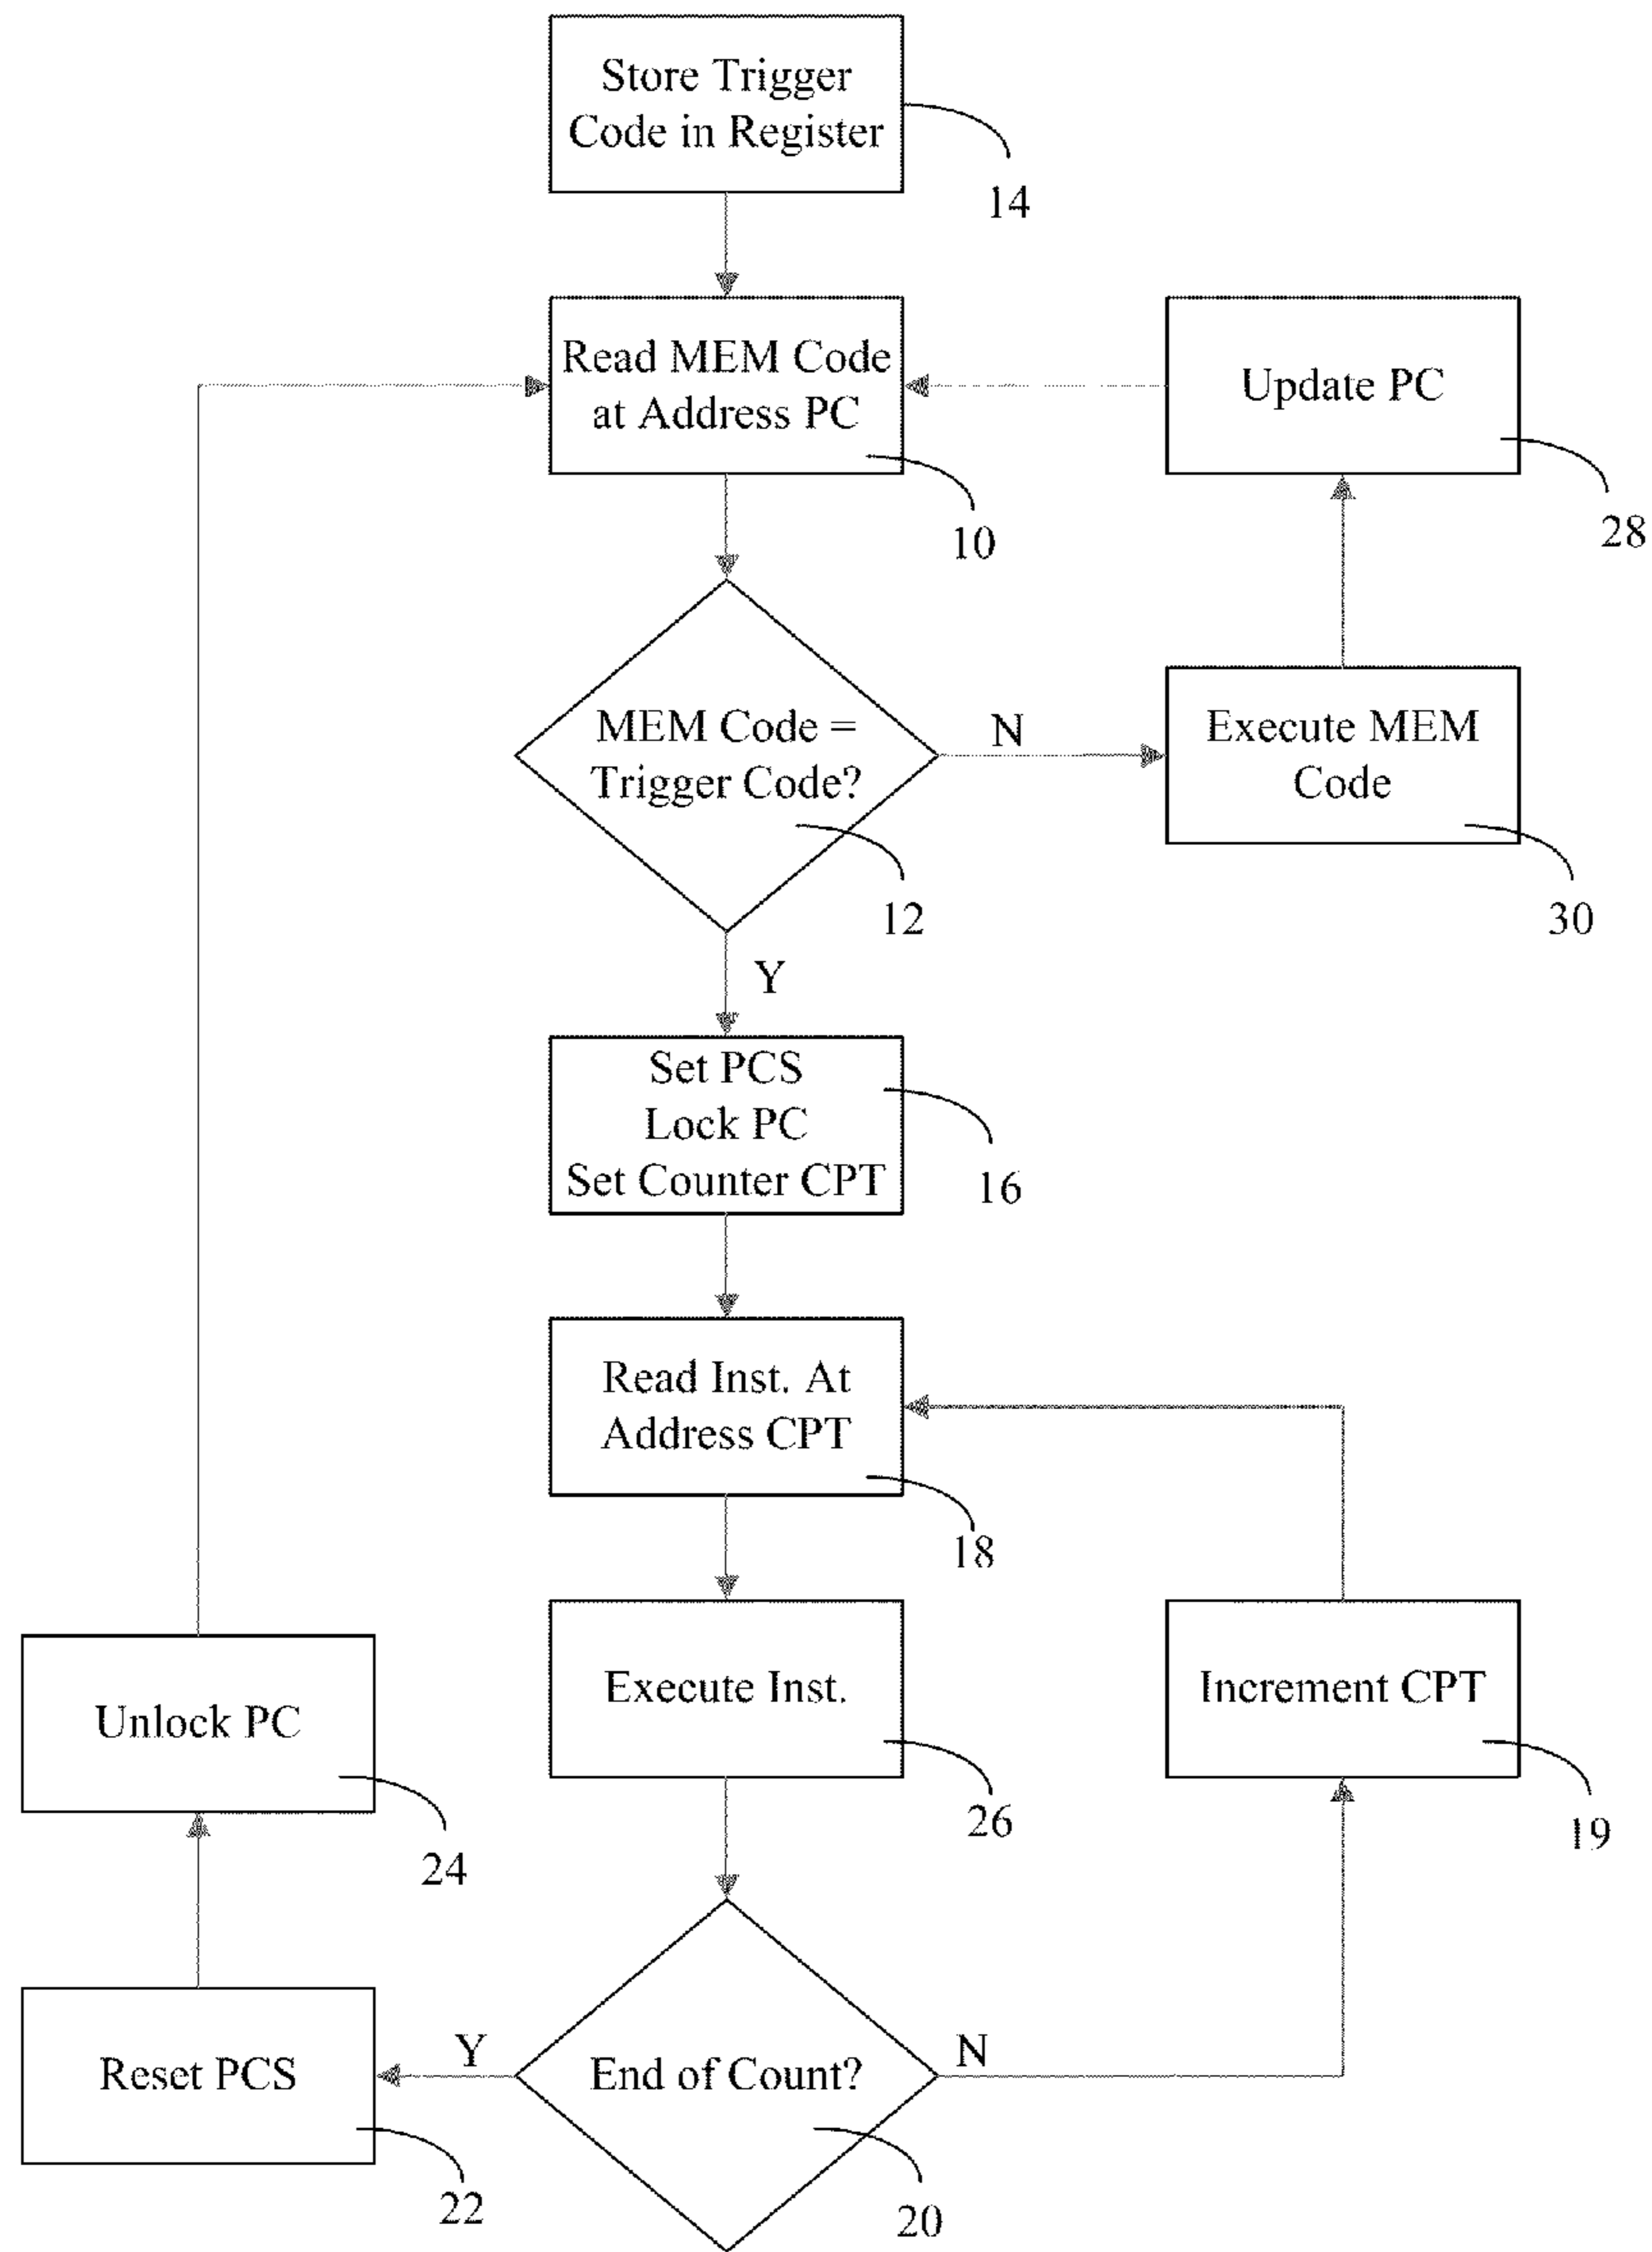 Store Trigger
Code in Register
14
Read MEM Code
at Address PC
10
Update PC
28
MEM Code =
Trigger Code?
12
N
Execute MEM
Code
30
Y
Set PCS
Lock PC
Set Counter CPT
16
Read Inst. At
Address CPT
18
Execute Inst.
26
Increment CPT
19
Unlock PC
24
End of Count?
20
N
Y
Reset PCS
22